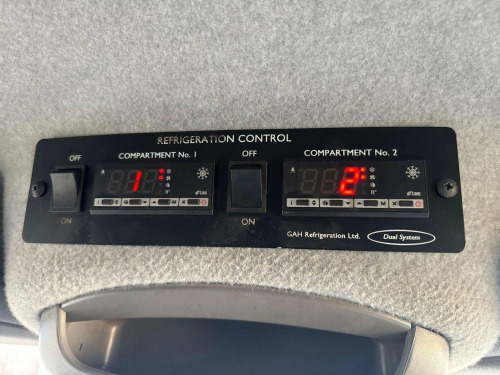 REFRIGERATION CONTROL
OFF
COMPARTMENT No. 1
OFF
COMPARTMENT No. 2
1
2
ON
ON
GAH Refrigeration Ltd.
Dual System